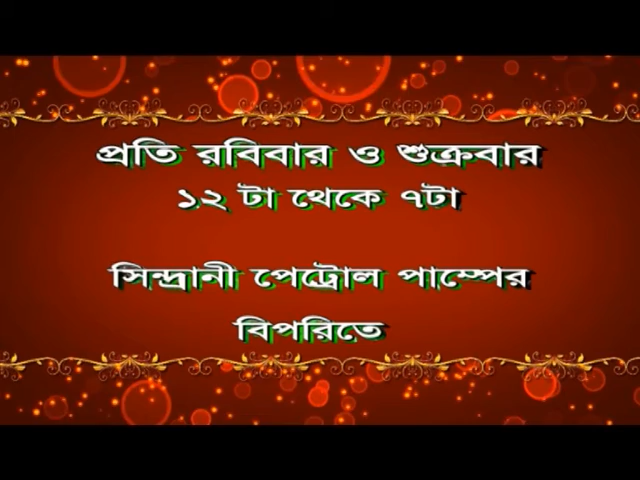 প্রতি রবিবার ও শুক্রবার
১২ টা থেকে ৭টা
সিন্দ্রানী পেট্রোল পাম্পের
বিপরিতে